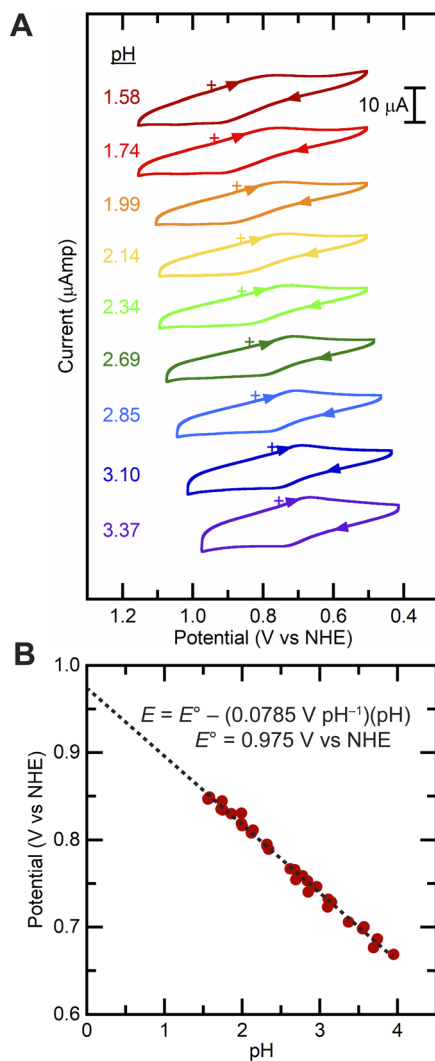 A
pH
1.58
10 μA
1.74
1.99
2.14
2.34
2.69
2.85
3.10
3.37
Current (μAmp)
+
+
+
+
+
+
+
+
+
1.2 1.0 0.8 0.6 0.4
Potential (V vs NHE)
B
1.0
0.9
0.8
0.7
0.6
Potential (V vs NHE)
E = E° – (0.0785 V pH⁻¹)(pH)
E° = 0.975 V vs NHE
0 1 2 3 4
pH